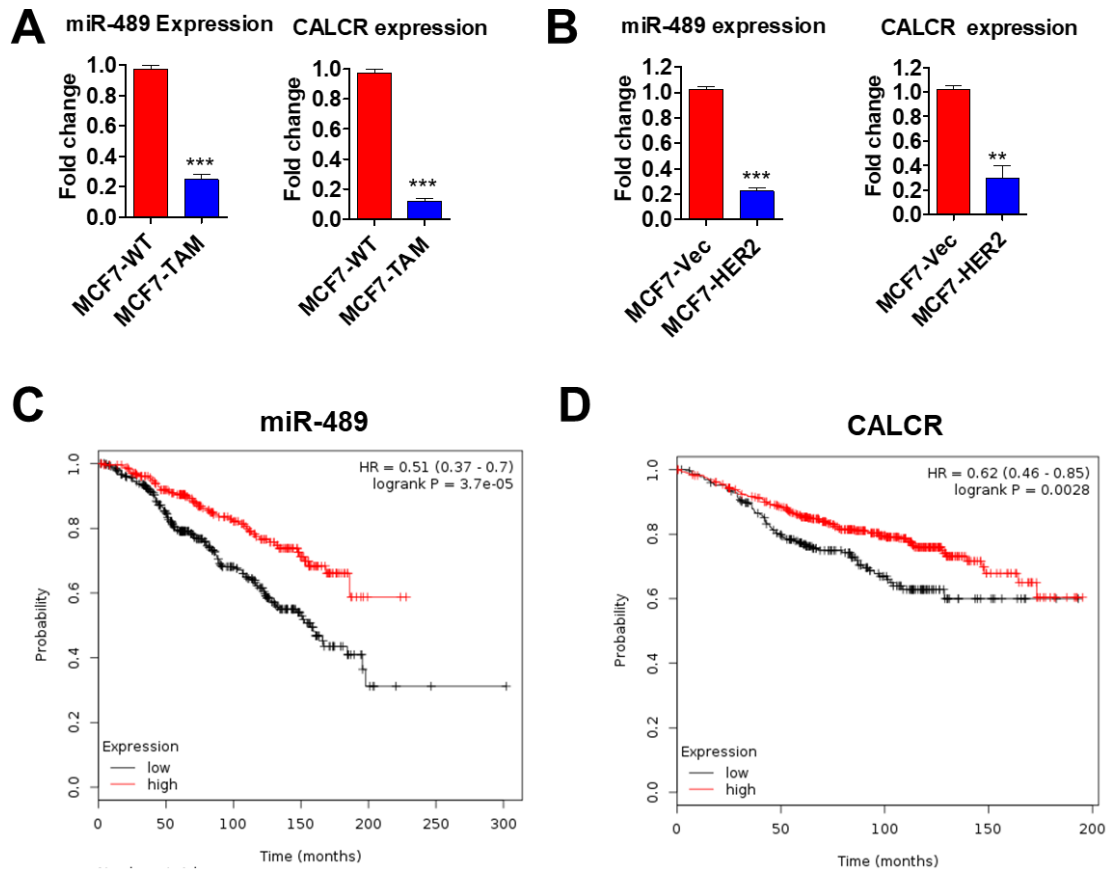 A
miR-489 Expression
CALCR expression
Fold change
1.0
0.8
0.6
0.4
0.2
0.0
***
MCF7-WT
MCF7-TAM
Fold change
1.0
0.8
0.6
0.4
0.2
0.0
***
MCF7-WT
MCF7-TAM
B
miR-489 expression
CALCR expression
Fold change
1.2
1.0
0.8
0.6
0.4
0.2
0.0
***
MCF7-Vec
MCF7-HER2
Fold change
1.2
1.0
0.8
0.6
0.4
0.2
0.0
**
MCF7-Vec
MCF7-HER2
C
miR-489
HR = 0.51 (0.37 - 0.7)
logrank P = 3.7e-05
Probability
1.0
0.8
0.6
0.4
0.2
0.0
Expression
low
high
0 50 100 150 200 250 300
Time (months)
D
CALCR
HR = 0.62 (0.46 - 0.85)
logrank P = 0.0028
Probability
1.0
0.8
0.6
0.4
0.2
0.0
Expression
low
high
0 50 100 150 200
Time (months)